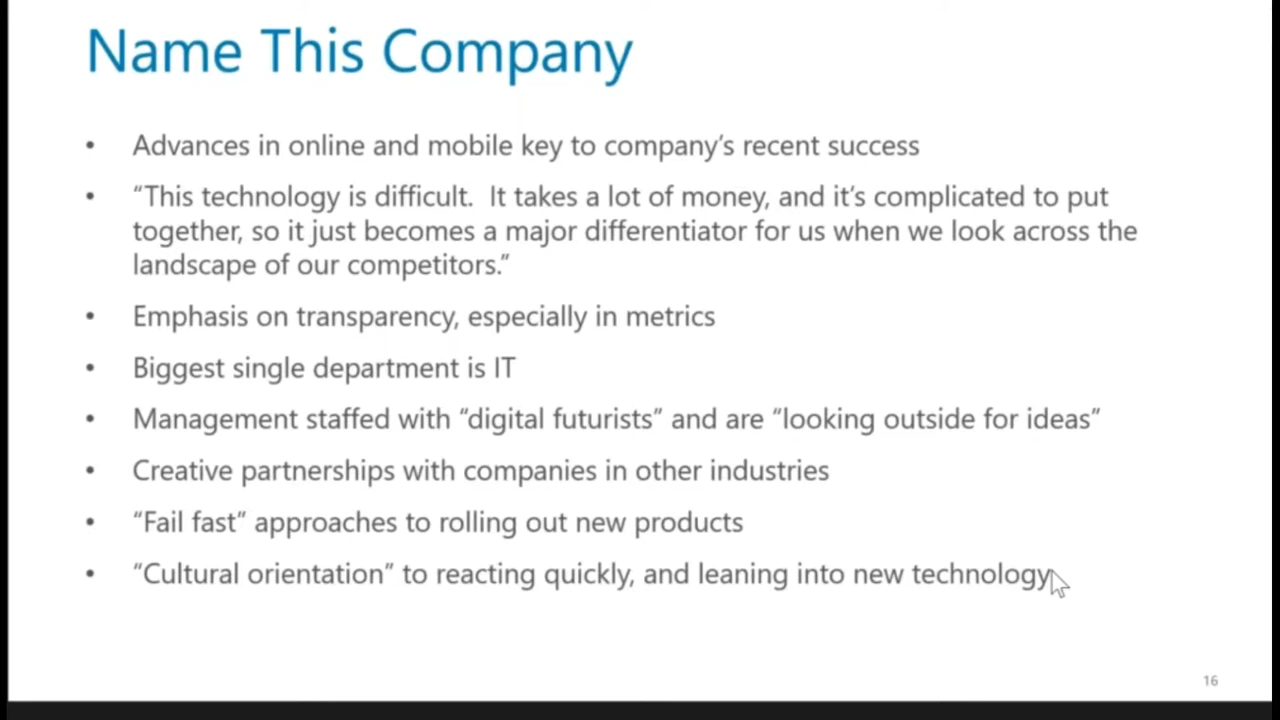 Name This Company
• Advances in online and mobile key to company's recent success
• “This technology is difficult.  It takes a lot of money, and it's complicated to put
together, so it just becomes a major differentiator for us when we look across the
landscape of our competitors.”
• Emphasis on transparency, especially in metrics
• Biggest single department is IT
• Management staffed with “digital futurists” and are “looking outside for ideas”
• Creative partnerships with companies in other industries
• “Fail fast” approaches to rolling out new products
• “Cultural orientation” to reacting quickly, and leaning into new technology
16